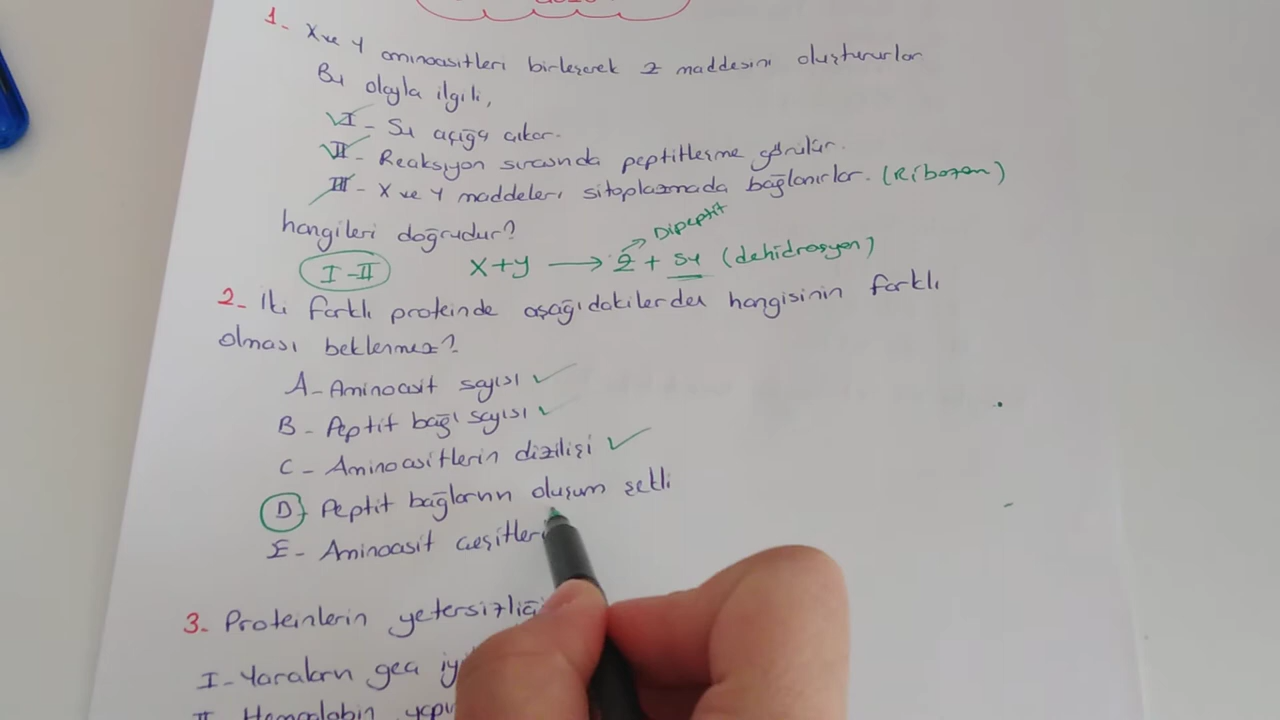 1- X ve Y aminoasitleri birleşerek Z maddesini oluştururlar
Bu olayla ilgili,
I- Su açığa çıkar.
II- Reaksiyon sırasında peptitleşme görülür.
III- X ve Y maddeleri sitoplazmada bağlanırlar. (Ribozom)
hangileri doğrudur?
Dipeptit
I-II X+Y → Z + Su (dehidrasyon)
2- İki farklı proteinde aşağıdakilerden hangisinin farklı
olması beklenmez?
A- Aminoasit sayısı ✓
B- Peptit bağı sayısı ✓
C- Aminoasitlerin dizilişi ✓
D- Peptit bağlarının oluşum şekli
E- Aminoasit çeşitleri
3- Proteinlerin yetersizliği
I- Yaraların geç iy
II- Hemoglobin yapı